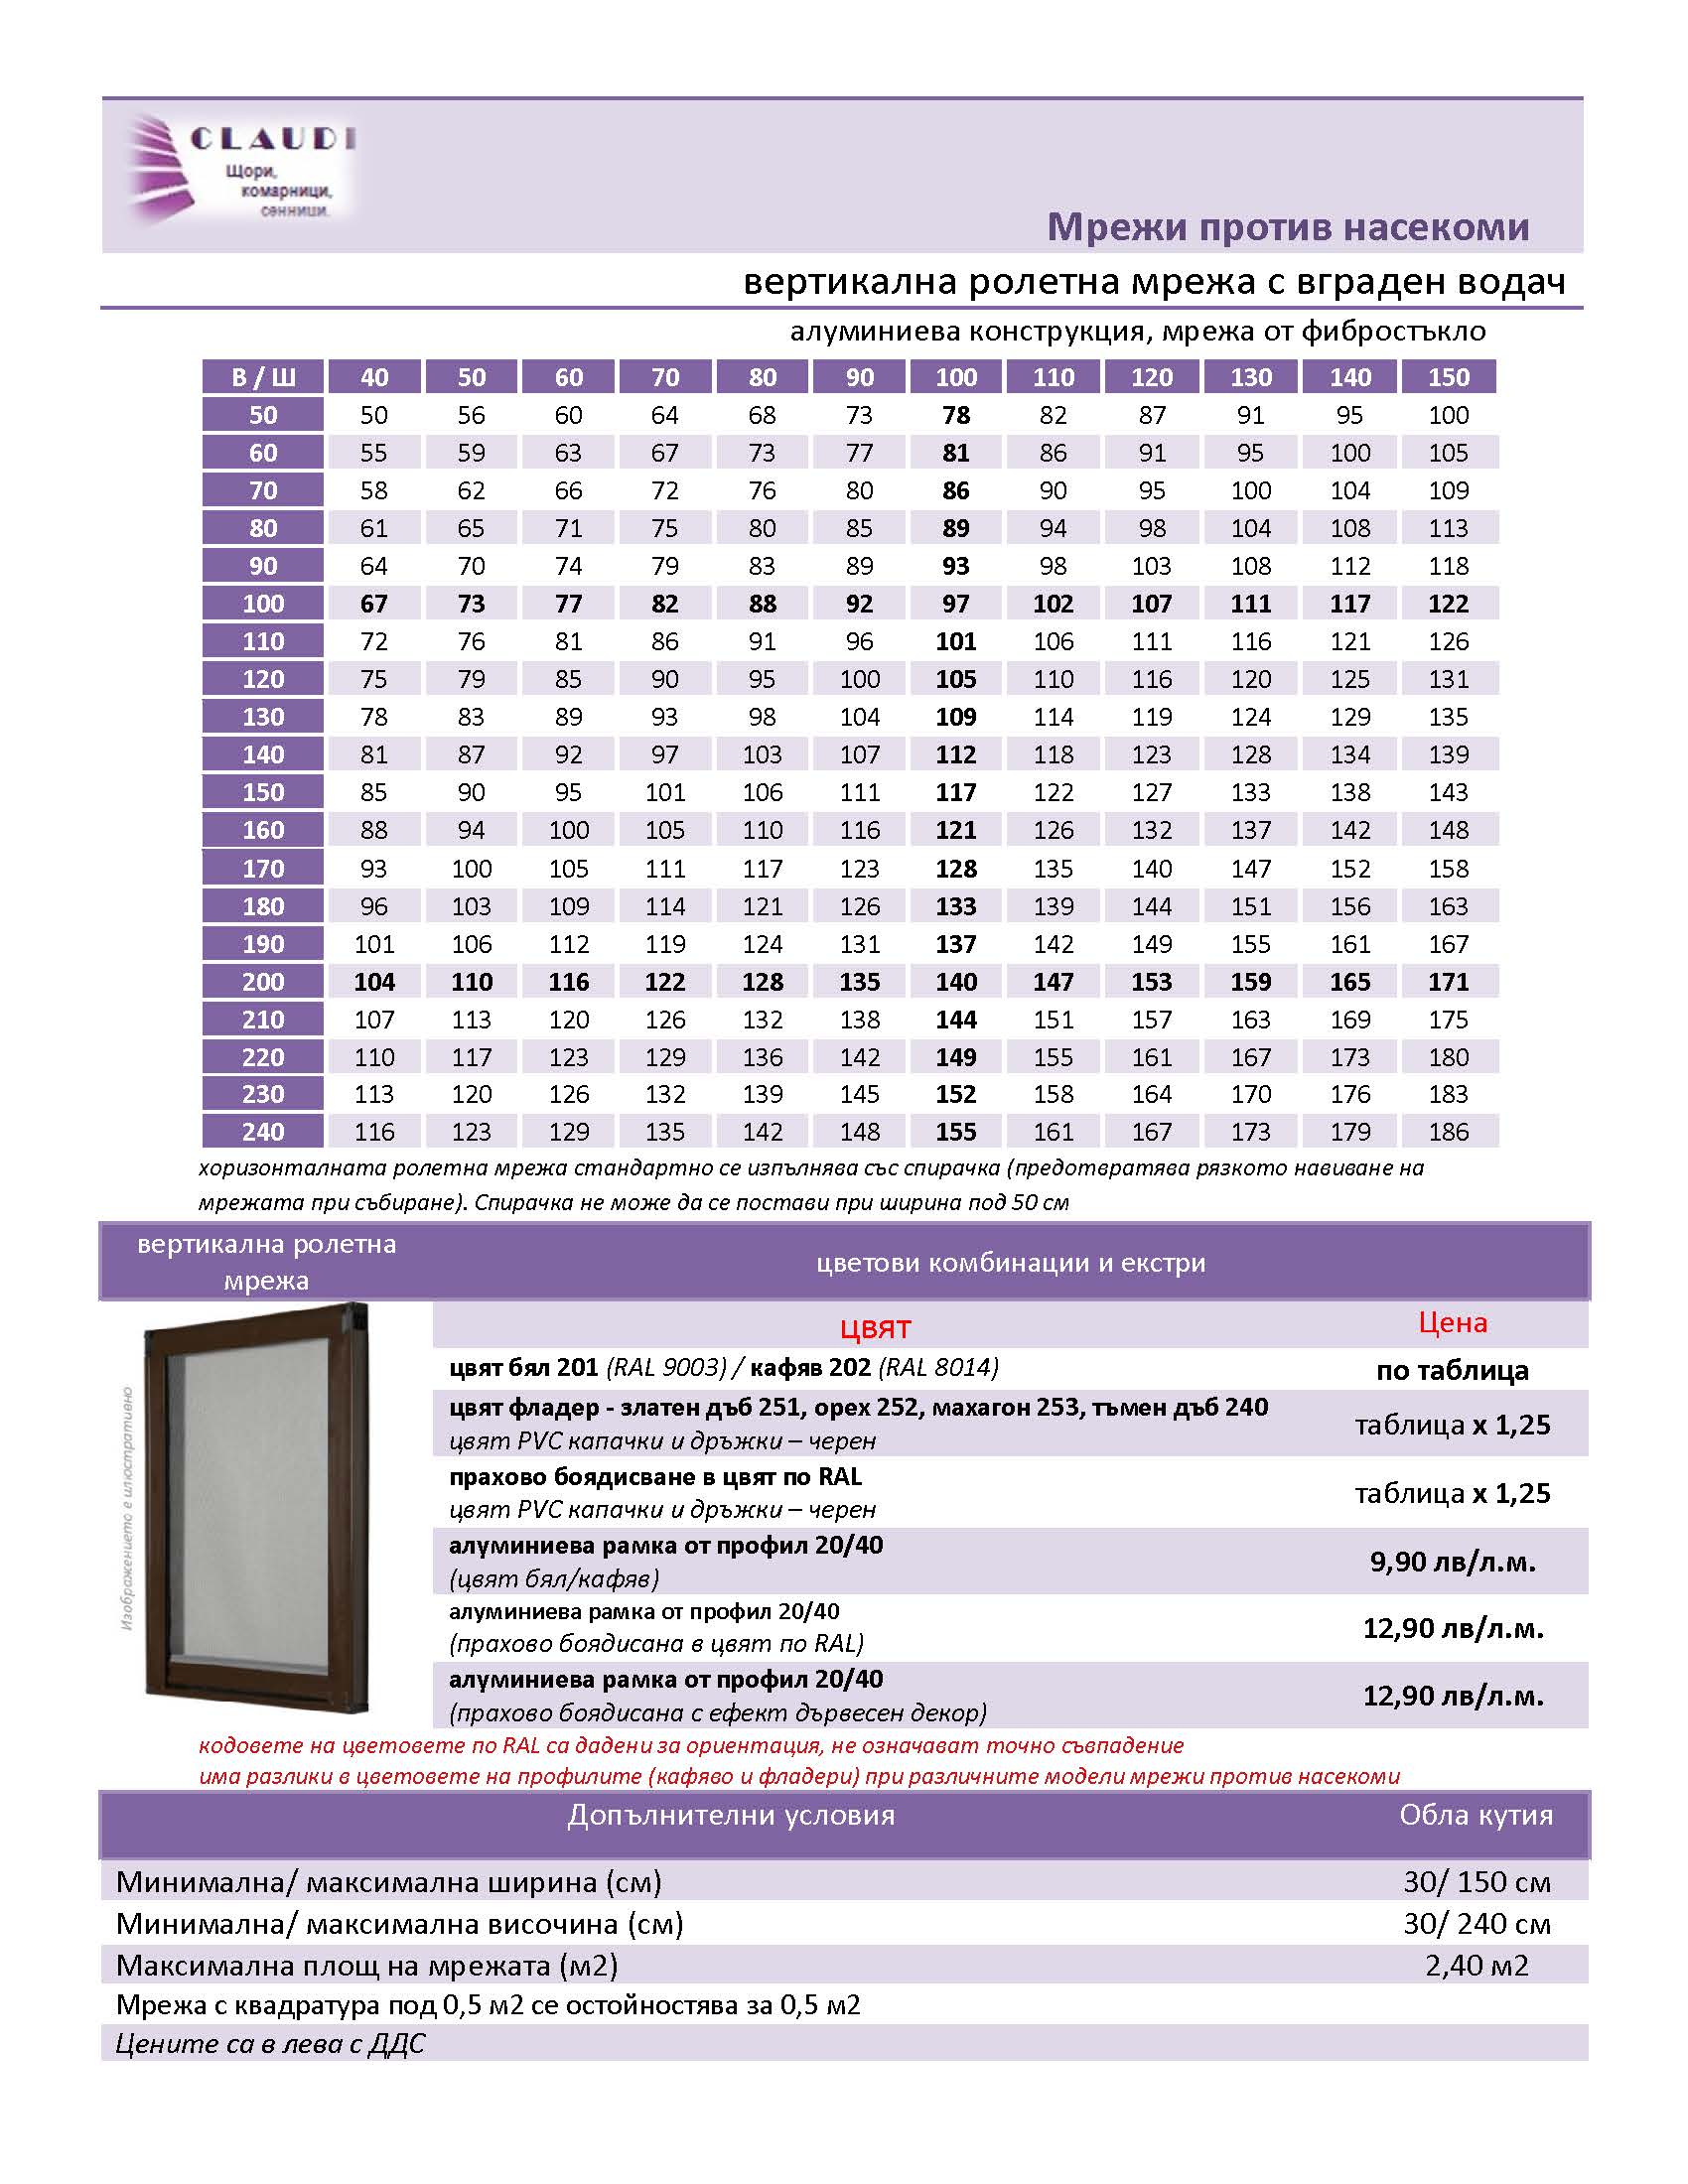 CLAUDI
Щори,
комарници,
сенници.
Мрежи против насекоми
вертикална ролетна мрежа с вграден водач
алуминиева конструкция, мрежа от фибростъкло
В / Ш 40 50 60 70 80 90 100 110 120 130 140 150
50 50 56 60 64 68 73 78 82 87 91 95 100
60 55 59 63 67 73 77 81 86 91 95 100 105
70 58 62 66 72 76 80 86 90 95 100 104 109
80 61 65 71 75 80 85 89 94 98 104 108 113
90 64 70 74 79 83 89 93 98 103 108 112 118
100 67 73 77 82 88 92 97 102 107 111 117 122
110 72 76 81 86 91 96 101 106 111 116 121 126
120 75 79 85 90 95 100 105 110 116 120 125 131
130 78 83 89 93 98 104 109 114 119 124 129 135
140 81 87 92 97 103 107 112 118 123 128 134 139
150 85 90 95 101 106 111 117 122 127 133 138 143
160 88 94 100 105 110 116 121 126 132 137 142 148
170 93 100 105 111 117 123 128 135 140 147 152 158
180 96 103 109 114 121 126 133 139 144 151 156 163
190 101 106 112 119 124 131 137 142 149 155 161 167
200 104 110 116 122 128 135 140 147 153 159 165 171
210 107 113 120 126 132 138 144 151 157 163 169 175
220 110 117 123 129 136 142 149 155 161 167 173 180
230 113 120 126 132 139 145 152 158 164 170 176 183
240 116 123 129 135 142 148 155 161 167 173 179 186
хоризонталната ролетна мрежа стандартно се изпълнява със спирачка (предотвратява рязкото навиване на
мрежата при събиране). Спирачка не може да се постави при ширина под 50 см
вертикална ролетна
мрежа
цветови комбинации и екстри
Изображението е илюстративно
цвят Цена
цвят бял 201 (RAL 9003) / кафяв 202 (RAL 8014) по таблица
цвят фладер - златен дъб 251, орех 252, махагон 253, тъмен дъб 240
цвят PVC капачки и дръжки – черен
таблица x 1,25
прахово боядисване в цвят по RAL
цвят PVC капачки и дръжки – черен
таблица x 1,25
алуминиева рамка от профил 20/40
(цвят бял/кафяв)
9,90 лв/л.м.
алуминиева рамка от профил 20/40
(прахово боядисана в цвят по RAL)
12,90 лв/л.м.
алуминиева рамка от профил 20/40
(прахово боядисана с ефект дървесен декор)
12,90 лв/л.м.
кодовете на цветовете по RAL са дадени за ориентация, не означават точно съвпадение
има разлики в цветовете на профилите (кафяво и фладери) при различните модели мрежи против насекоми
Допълнителни условия Обла кутия
Минимална/ максимална ширина (см) 30/ 150 см
Минимална/ максимална височина (см) 30/ 240 см
Максимална площ на мрежата (м2) 2,40 м2
Мрежа с квадратура под 0,5 м2 се остойностява за 0,5 м2
Цените са в лева с ДДС